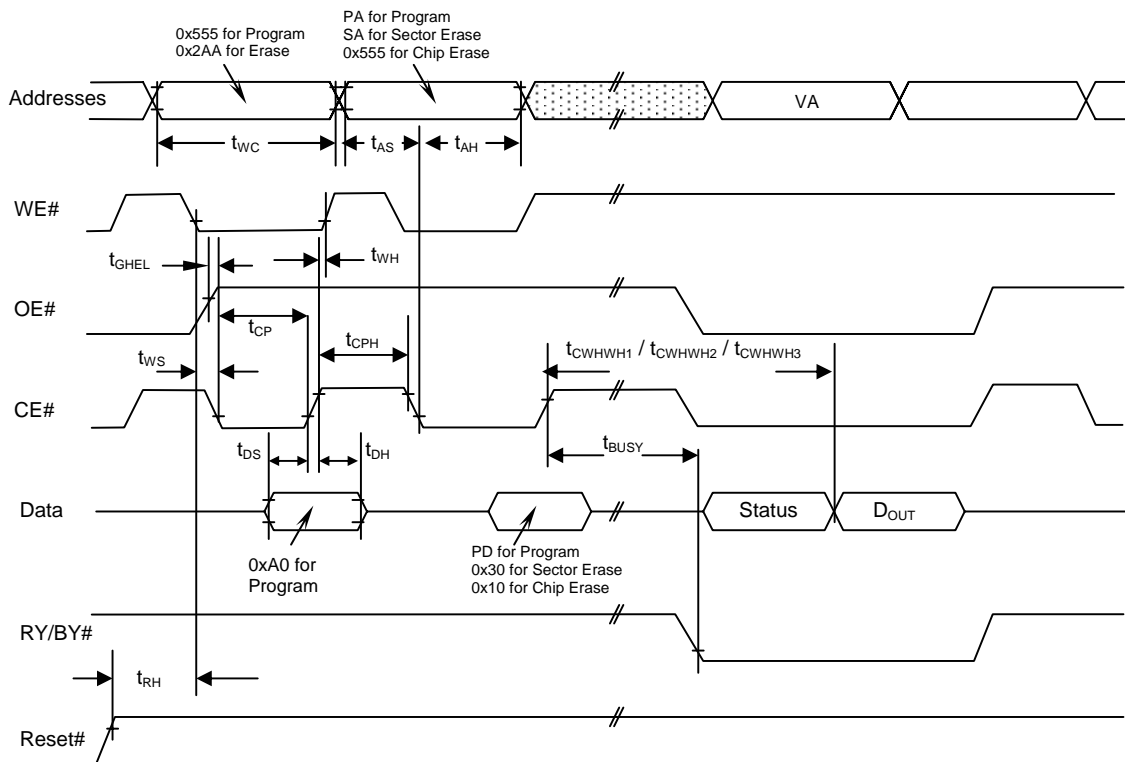 0x555 for Program
0x2AA for Erase
PA for Program
SA for Sector Erase
0x555 for Chip Erase
Addresses
VA
tWC
tAS
tAH
WE#
tGHEL
tWH
OE#
tCP
tCPH
tWS
tCWHWH1 / tCWHWH2 / tCWHWH3
CE#
tDS
tDH
tBUSY
Data
Status
DOUT
0xA0 for
Program
PD for Program
0x30 for Sector Erase
0x10 for Chip Erase
RY/BY#
tRH
Reset#